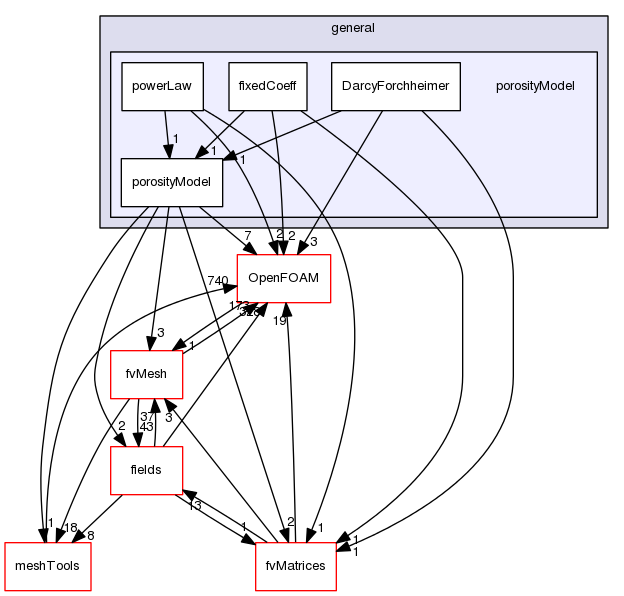 general
powerLaw
fixedCoeff
DarcyForchheimer
porosityModel
1
1
1
porosityModel
7
2
2
3
OpenFOAM
740
173
19
3
1
fvMesh
37
3
2
43
fields
13
1
18
8
1
2
1
1
1
meshTools
fvMatrices